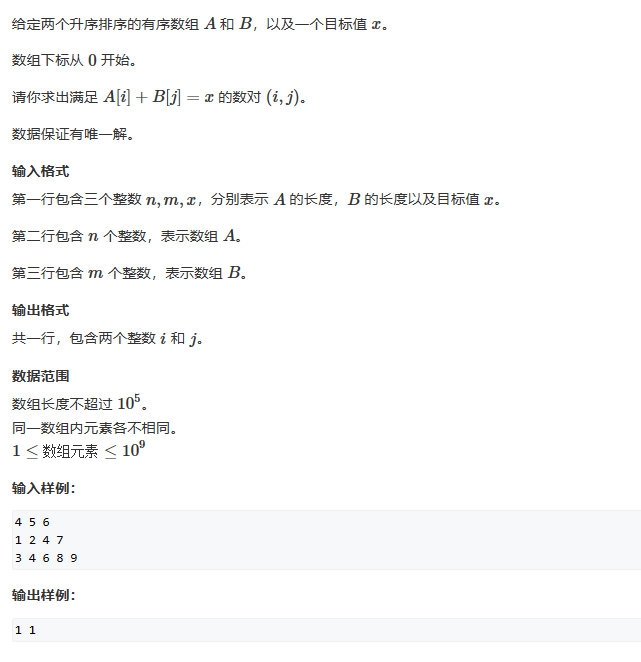 给定两个升序排序的有序数组 A 和 B，以及一个目标值 x。
数组下标从 0 开始。
请你求出满足 A[i] + B[j] = x 的数对 (i, j)。
数据保证有唯一解。
输入格式
第一行包含三个整数 n, m, x，分别表示 A 的长度，B 的长度以及目标值 x。
第二行包含 n 个整数，表示数组 A。
第三行包含 m 个整数，表示数组 B。
输出格式
共一行，包含两个整数 i 和 j。
数据范围
数组长度不超过 10⁵。
同一数组内元素各不相同。
1 ≤ 数组元素 ≤ 10⁹
输入样例：
4 5 6
1 2 4 7
3 4 6 8 9
输出样例：
1 1